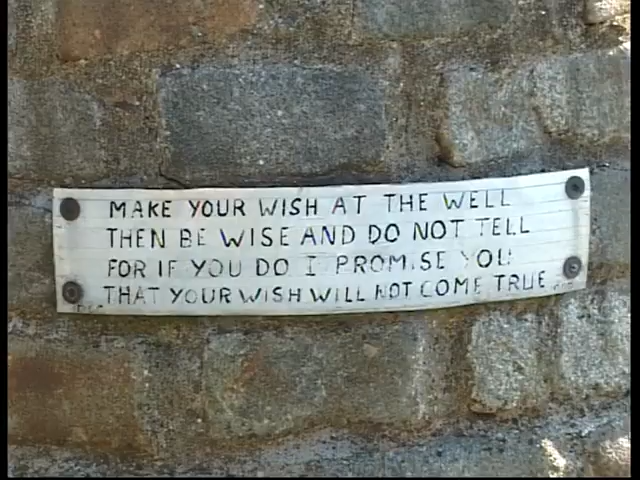 MAKE YOUR WISH AT THE WELL
THEN BE WISE AND DO NOT TELL
FOR IF YOU DO I PROMISE YOU
THAT YOUR WISH WILL NOT COME TRUE